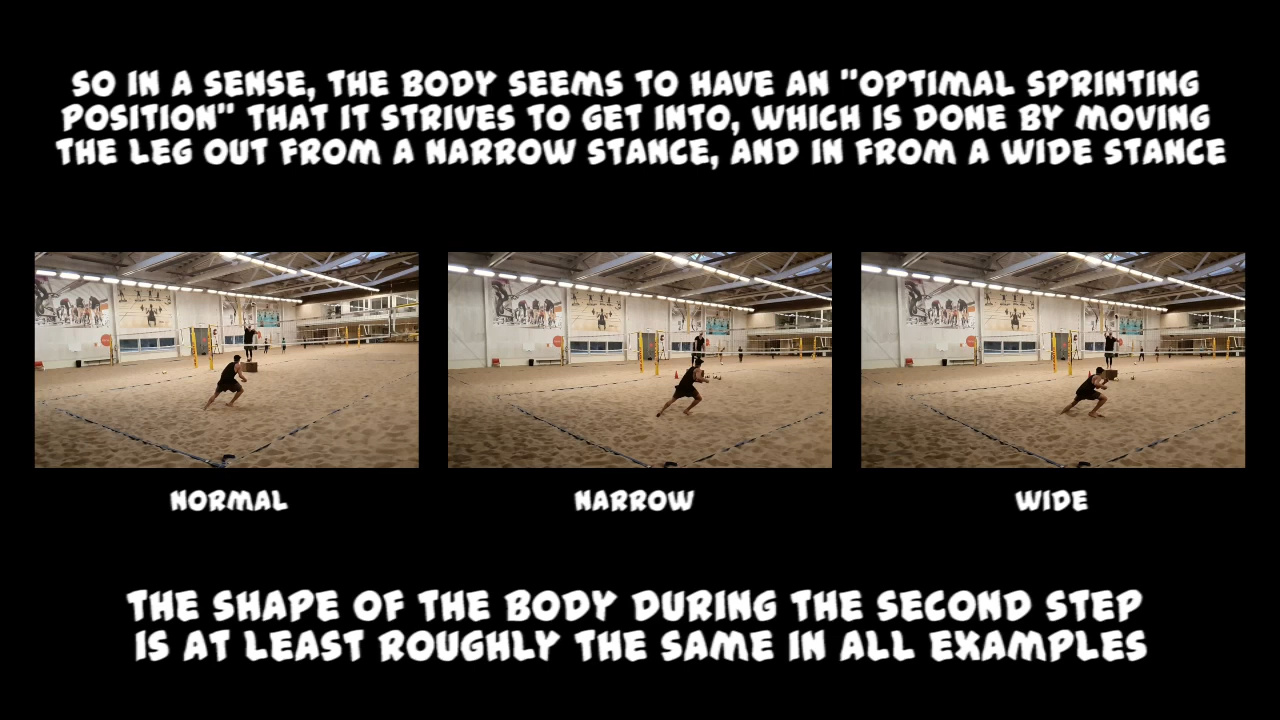 SO IN A SENSE, THE BODY SEEMS TO HAVE AN "OPTIMAL SPRINTING
POSITION" THAT IT STRIVES TO GET INTO, WHICH IS DONE BY MOVING
THE LEG OUT FROM A NARROW STANCE, AND IN FROM A WIDE STANCE
NORMAL
NARROW
WIDE
THE SHAPE OF THE BODY DURING THE SECOND STEP
IS AT LEAST ROUGHLY THE SAME IN ALL EXAMPLES